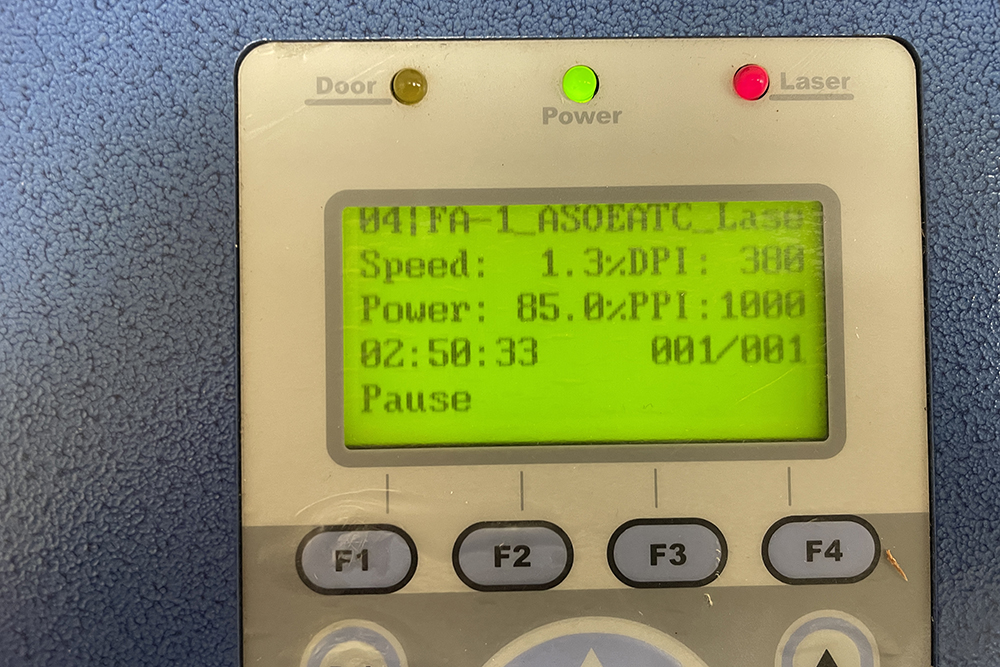 Door
Power
Laser
04|FA-1_ASOEATC_Lase
Speed: 1.3%DPI: 380
Power: 85.0%PPI:1000
02:50:33 001/001
Pause
F1 F2 F3 F4